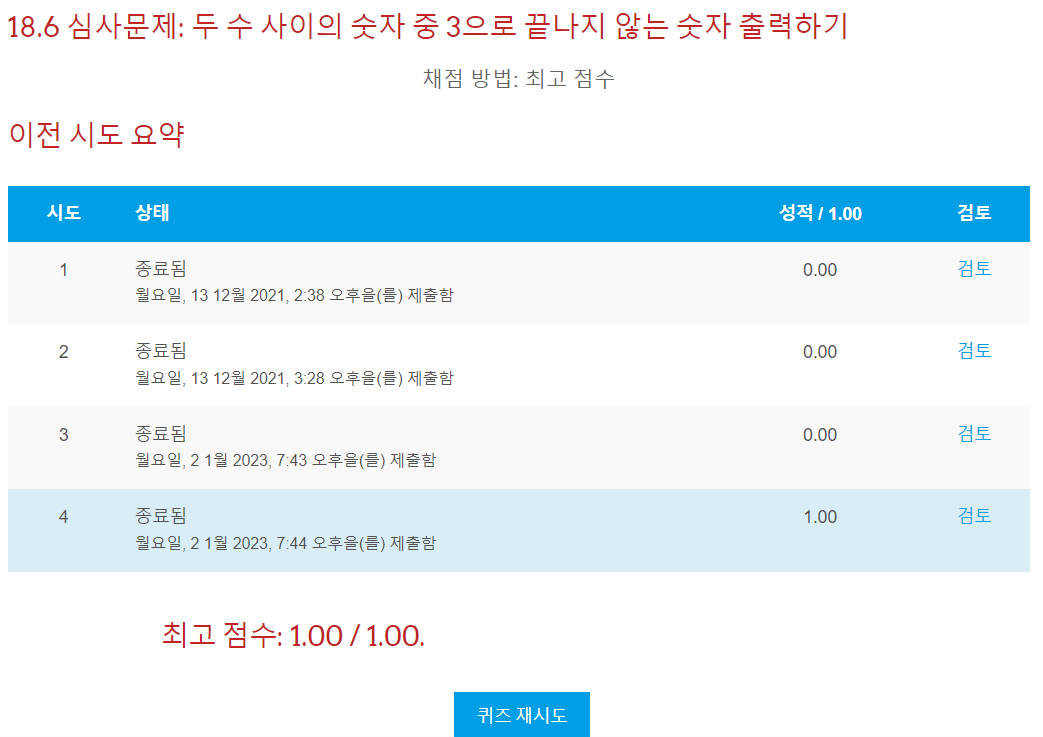 18.6 심사문제: 두 수 사이의 숫자 중 3으로 끝나지 않는 숫자 출력하기
채점 방법: 최고 점수
이전 시도 요약
시도 상태 성적 / 1.00 검토
1 종료됨 0.00 검토
월요일, 13 12월 2021, 2:38 오후을(를) 제출함
2 종료됨 0.00 검토
월요일, 13 12월 2021, 3:28 오후을(를) 제출함
3 종료됨 0.00 검토
월요일, 2 1월 2023, 7:43 오후을(를) 제출함
4 종료됨 1.00 검토
월요일, 2 1월 2023, 7:44 오후을(를) 제출함
최고 점수: 1.00 / 1.00.
퀴즈 재시도